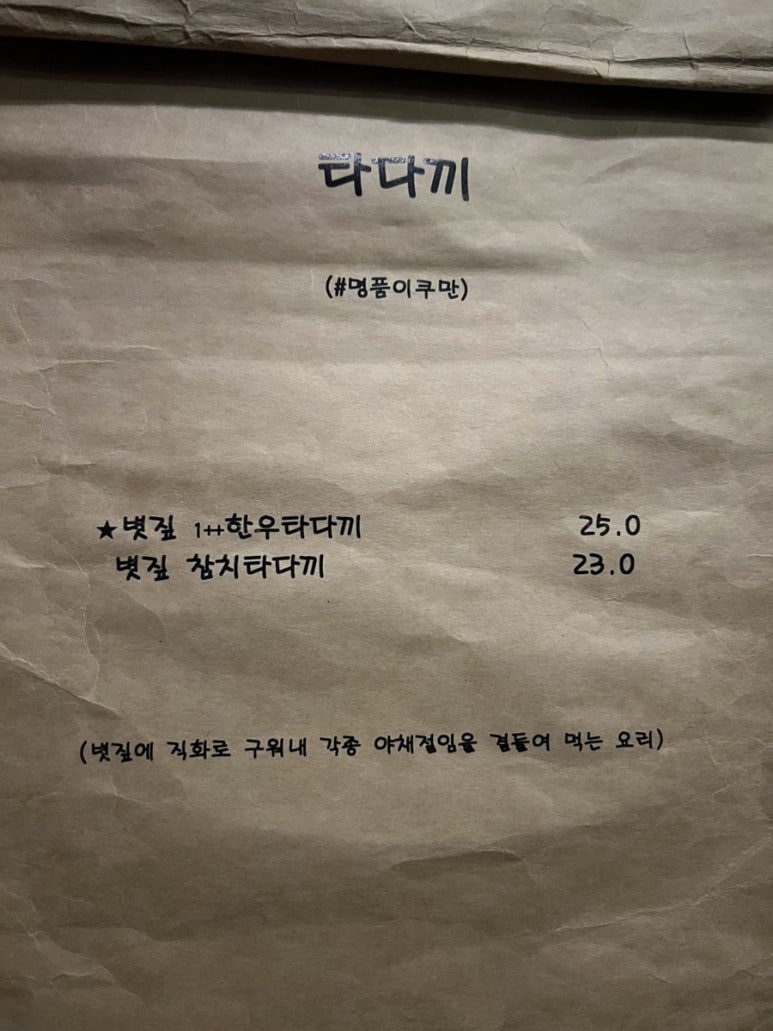 타다끼
(#명품이쿠만)
★볏짚 1++한우타다끼 25.0
볏짚 참치타다끼 23.0
(볏짚에 직화로 구워내 각종 야채절임을 곁들여 먹는 요리)